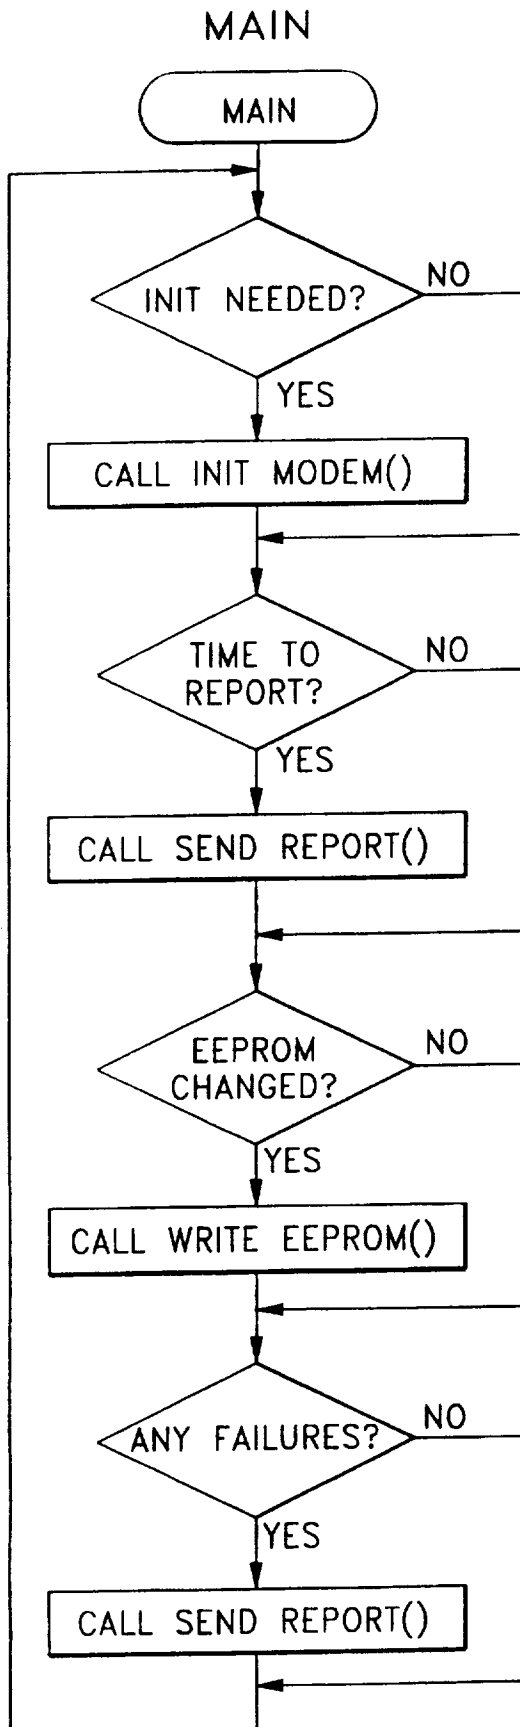 MAIN
MAIN
INIT NEEDED?
NO
YES
CALL INIT MODEM()
TIME TO
REPORT?
NO
YES
CALL SEND REPORT()
EEPROM
CHANGED?
NO
YES
CALL WRITE EEPROM()
ANY FAILURES?
NO
YES
CALL SEND REPORT()